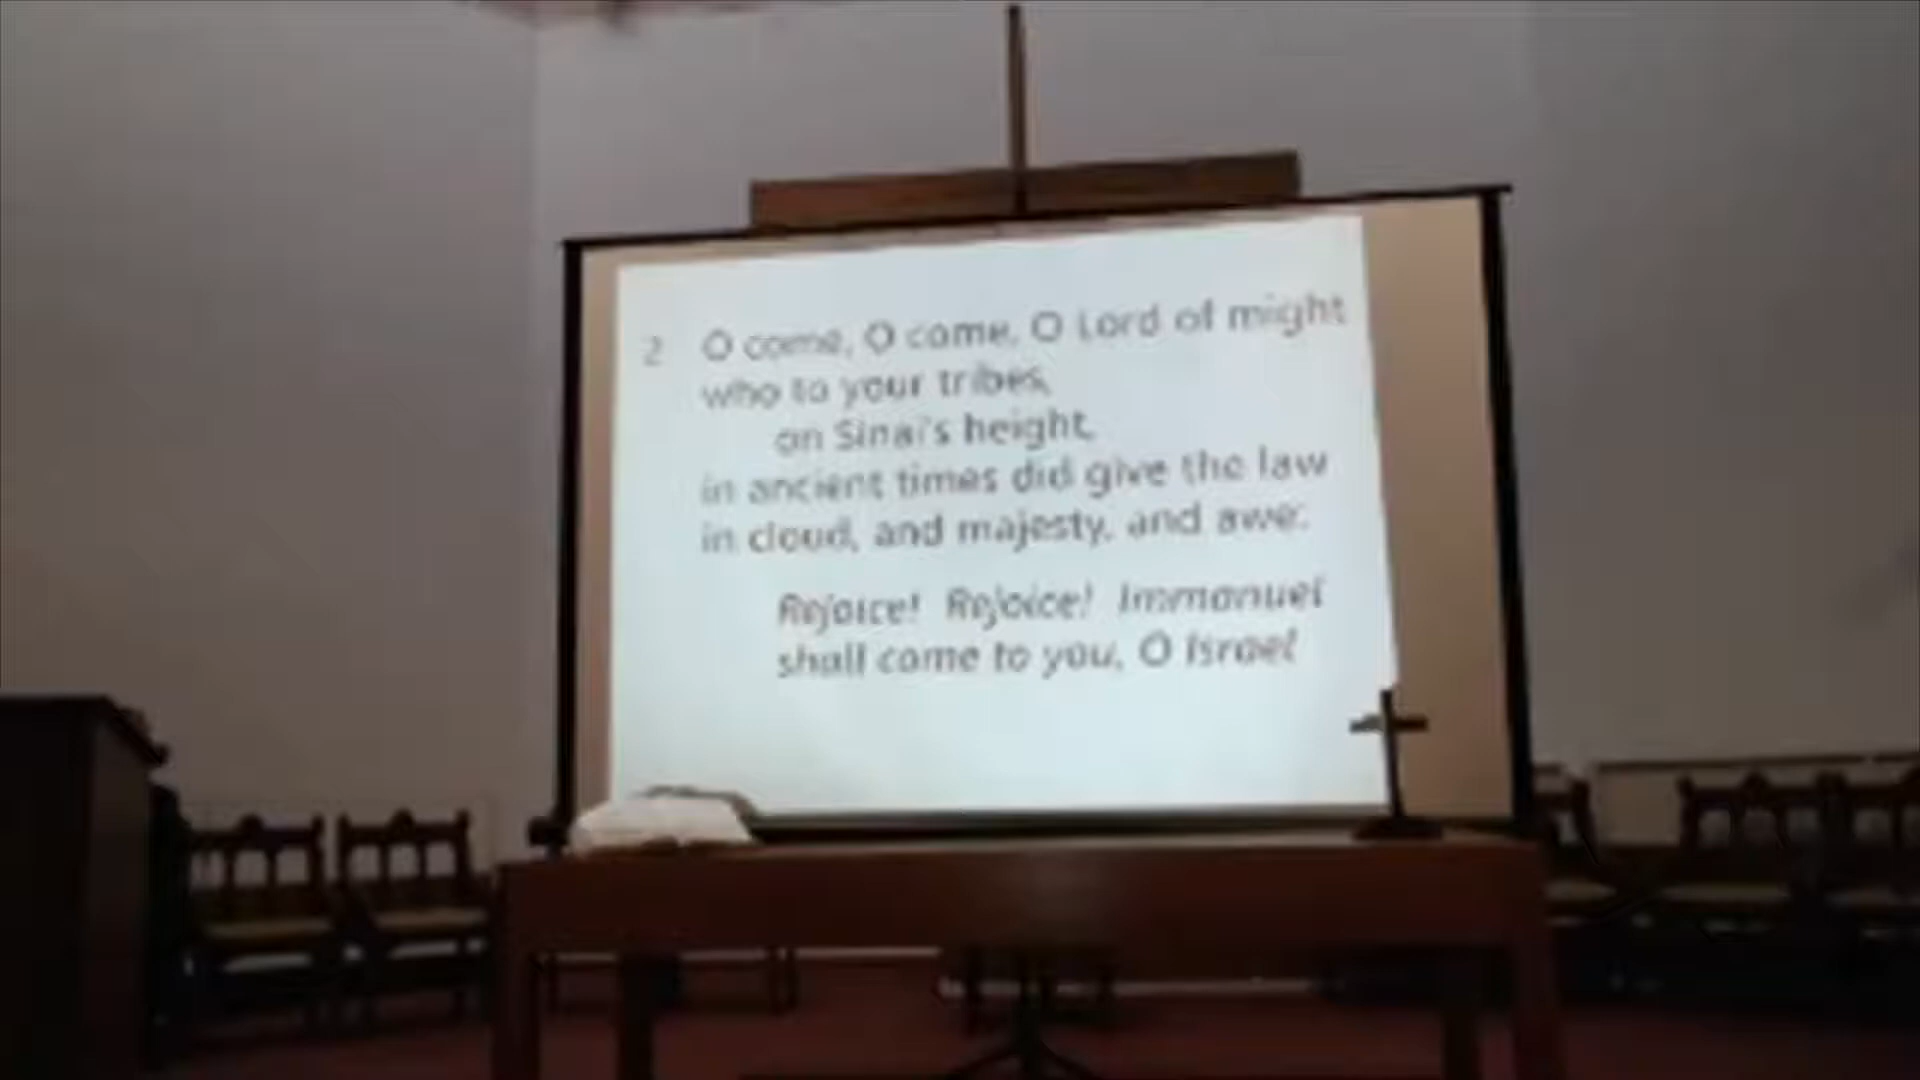 2 O come, O come, O Lord of might
who to your tribes,
on Sinai's height,
in ancient times did give the law
in cloud, and majesty, and awe:
Rejoice! Rejoice! Immanuel
shall come to you, O Israel